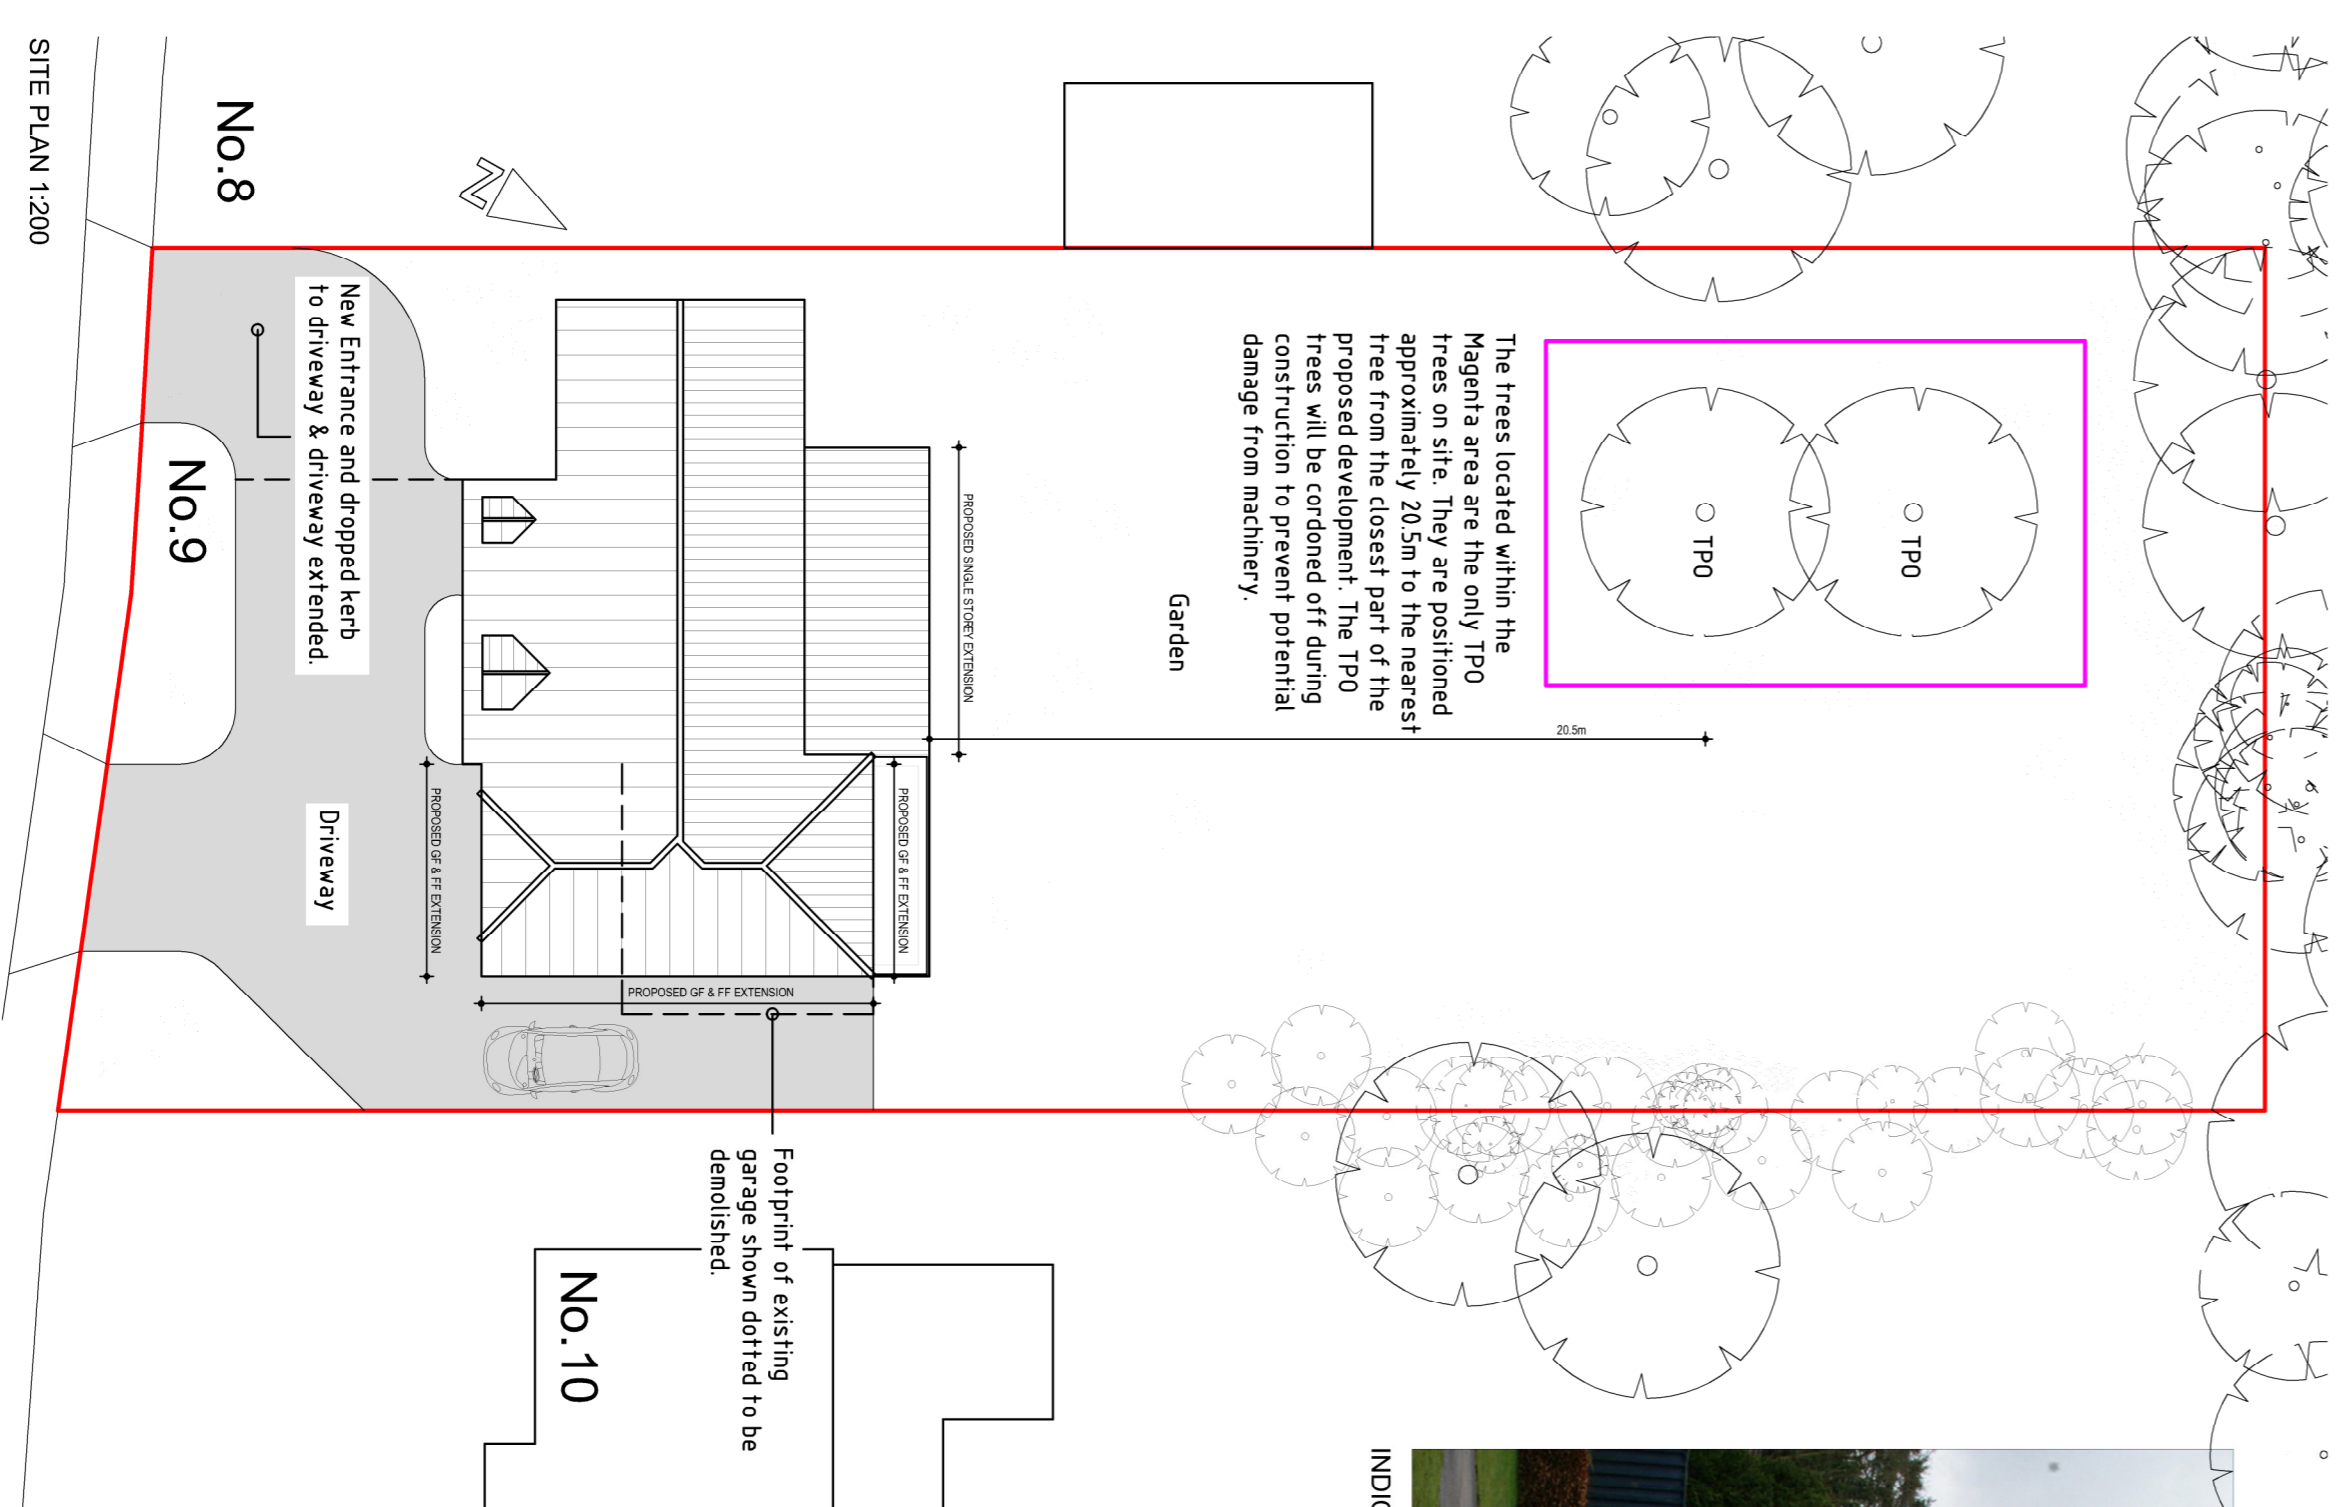 SITE PLAN 1:200
No.8
N
No.9
New Entrance and dropped kerb
to driveway & driveway extended.
Driveway
PROPOSED GF & FF EXTENSION
PROPOSED SINGLE STOREY EXTENSION
PROPOSED GF & FF EXTENSION
PROPOSED GF & FF EXTENSION
The trees located within the
Magenta area are the only TPO
trees on site. They are positioned
approximately 20.5m to the nearest
tree from the closest part of the
proposed development. The TPO
trees will be cordoned off during
construction to prevent potential
damage from machinery.
Garden
TPO
TPO
20.5m
Footprint of existing
garage shown dotted to be
demolished.
No.10